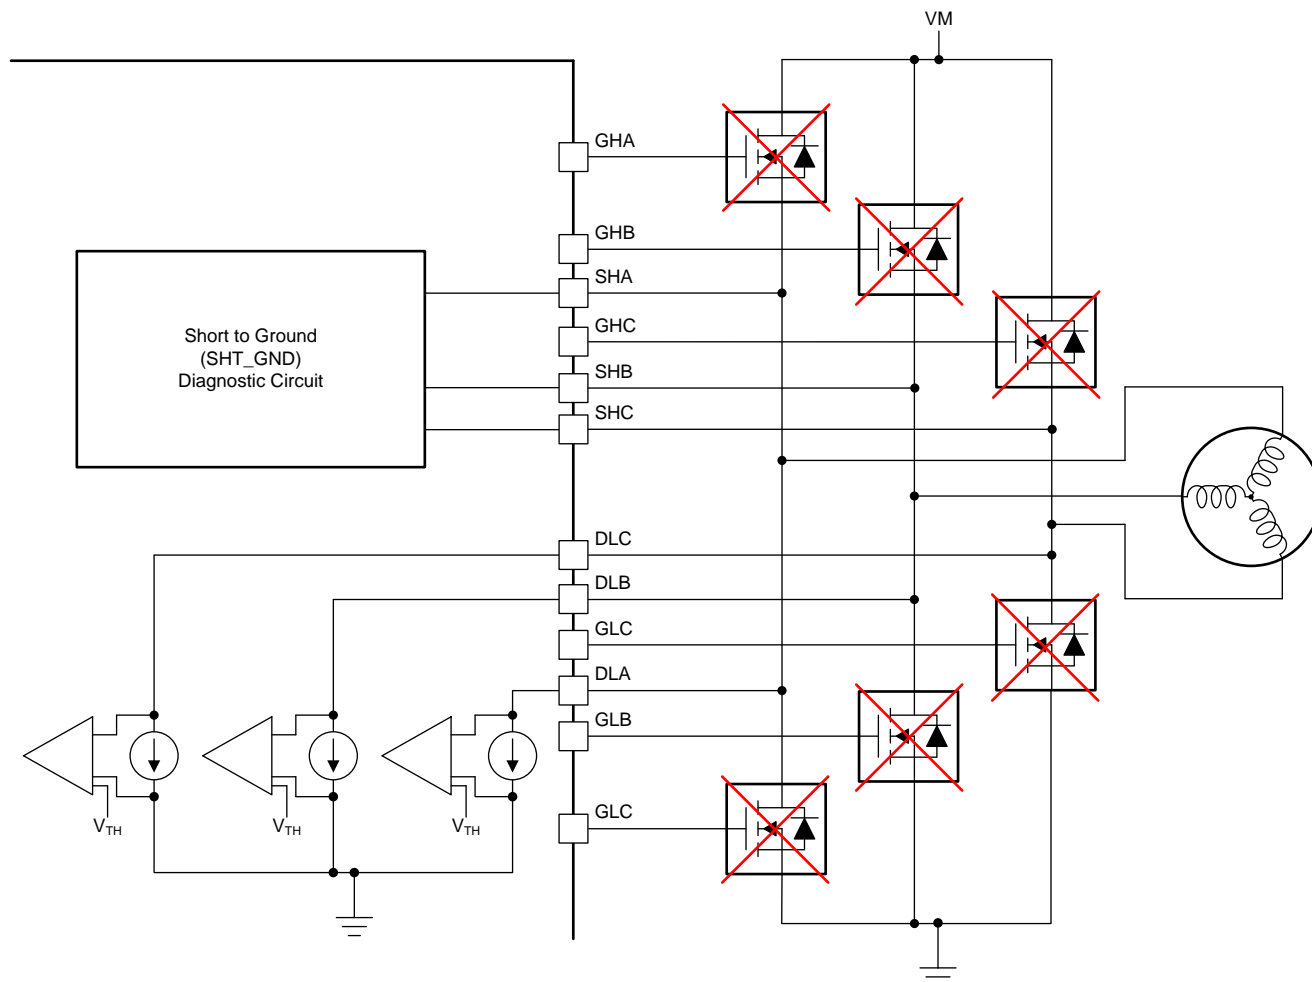 VM
GHA
GHB
SHA
GHC
SHB
SHC
Short to Ground
(SHT_GND)
Diagnostic Circuit
DLC
DLB
GLC
DLA
GLB
GLC
VTH
VTH
VTH